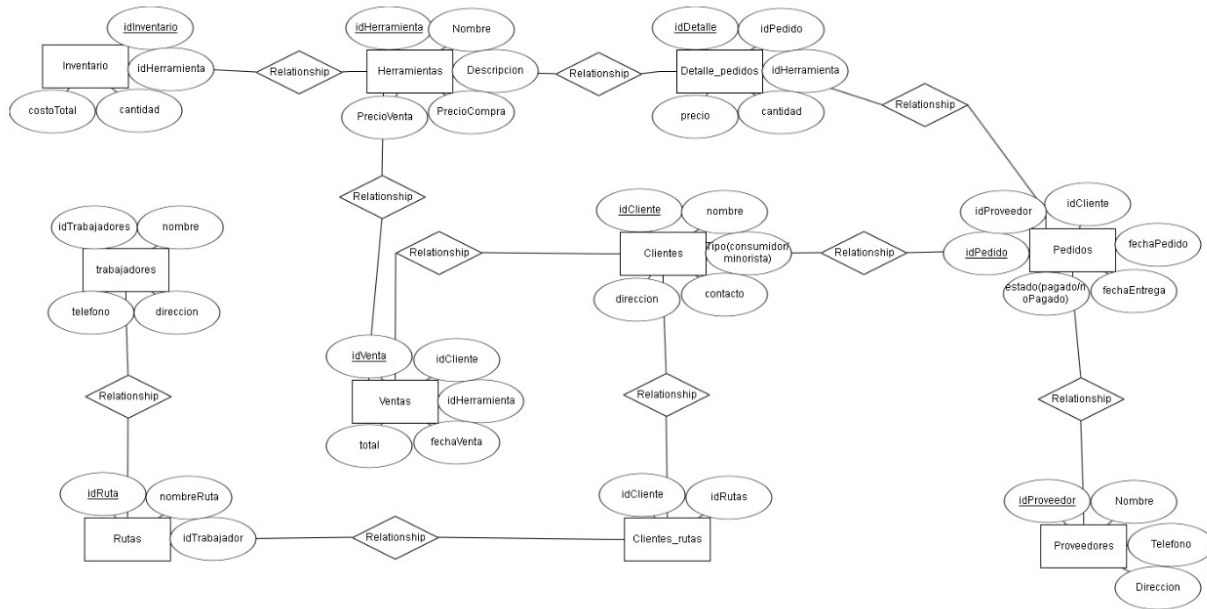 idInventario
Inventario
idHerramienta
costoTotal
cantidad
Relationship
idHerramienta
Nombre
Herramientas
Descripcion
PrecioVenta
PrecioCompra
Relationship
idDetalle
idPedido
Detalle_pedidos
idHerramienta
precio
cantidad
Relationship
Relationship
idTrabajadores
nombre
trabajadores
telefono
direccion
Relationship
idCliente
nombre
Clientes
Tipo(consumidor/
minorista)
direccion
contacto
Relationship
idProveedor
idCliente
idPedido
Pedidos
fechaPedido
estado(pagado/n
oPagado)
fechaEntrega
Relationship
idVenta
idCliente
Ventas
idHerramienta
total
fechaVenta
Relationship
Relationship
Relationship
idRuta
nombreRuta
Rutas
idTrabajador
Relationship
idCliente
idRutas
Clientes_rutas
idProveedor
Nombre
Proveedores
Telefono
Direccion